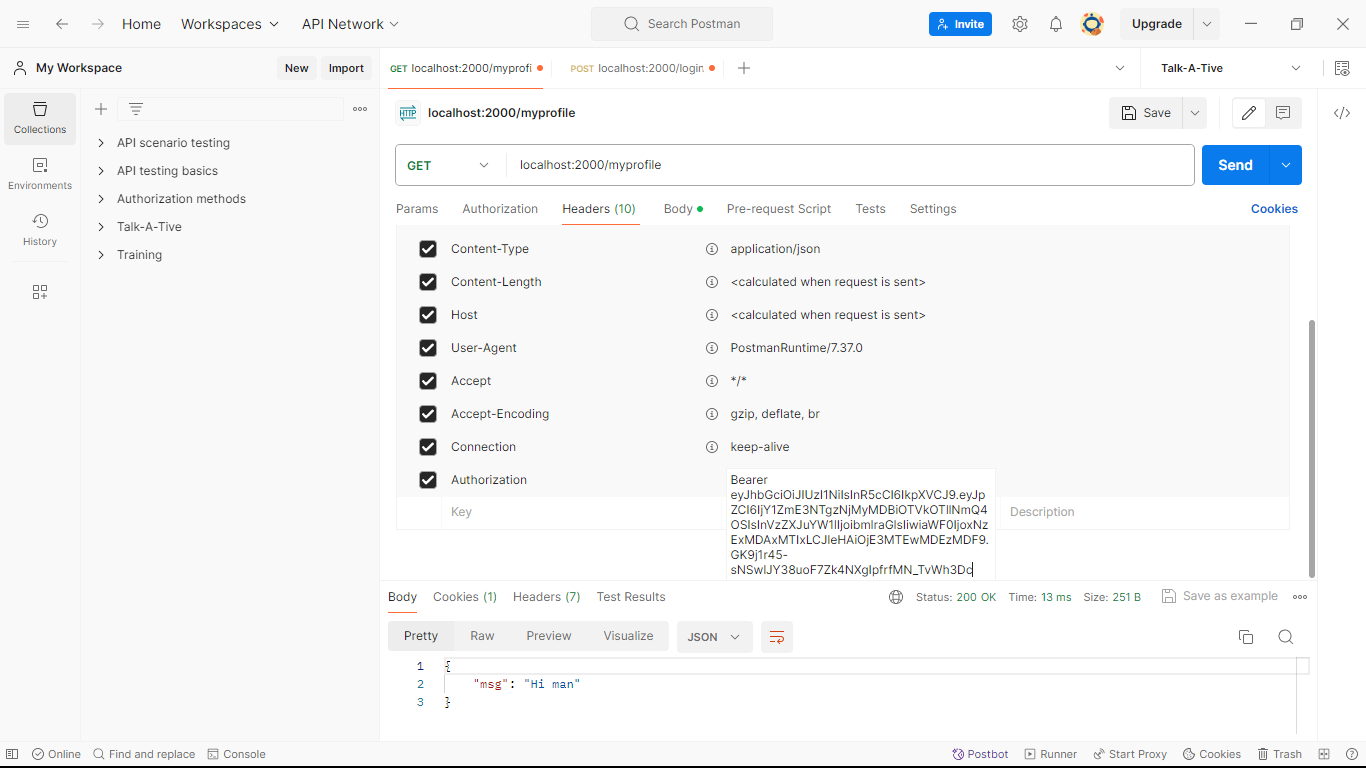 Home Workspaces API Network Search Postman Invite Upgrade
My Workspace New Import GET localhost:2000/myprofi POST localhost:2000/login Talk-A-Tive
Collections
Environments
History
API scenario testing
API testing basics
Authorization methods
Talk-A-Tive
Training
HTTP localhost:2000/myprofile Save
GET localhost:2000/myprofile Send
Params Authorization Headers (10) Body Pre-request Script Tests Settings Cookies
Content-Type application/json
Content-Length <calculated when request is sent>
Host <calculated when request is sent>
User-Agent PostmanRuntime/7.37.0
Accept */*
Accept-Encoding gzip, deflate, br
Connection keep-alive
Authorization Bearer
eyJhbGciOiJIUzI1NiIsInR5cCI6IkpXVCJ9.eyJp
ZCI6IjY1ZmE3NTgzNjMyMDBiOTVkOTllNmQ4
OSIsInVzZXJuYW1lIjoibmlraGlsIiwiaWF0IjoxNz
ExMDAxMTIxLCJleHAiOjE3MTEwMDEzMDF9.
GK9j1r45-
sNSwlJY38uoF7Zk4NXgIpfrfMN_TvWh3Dc
Key Description
Body Cookies (1) Headers (7) Test Results Status: 200 OK Time: 13 ms Size: 251 B Save as example
Pretty Raw Preview Visualize JSON
1 {
2 "msg": "Hi man"
3 }
Online Find and replace Console Postbot Runner Start Proxy Cookies Trash